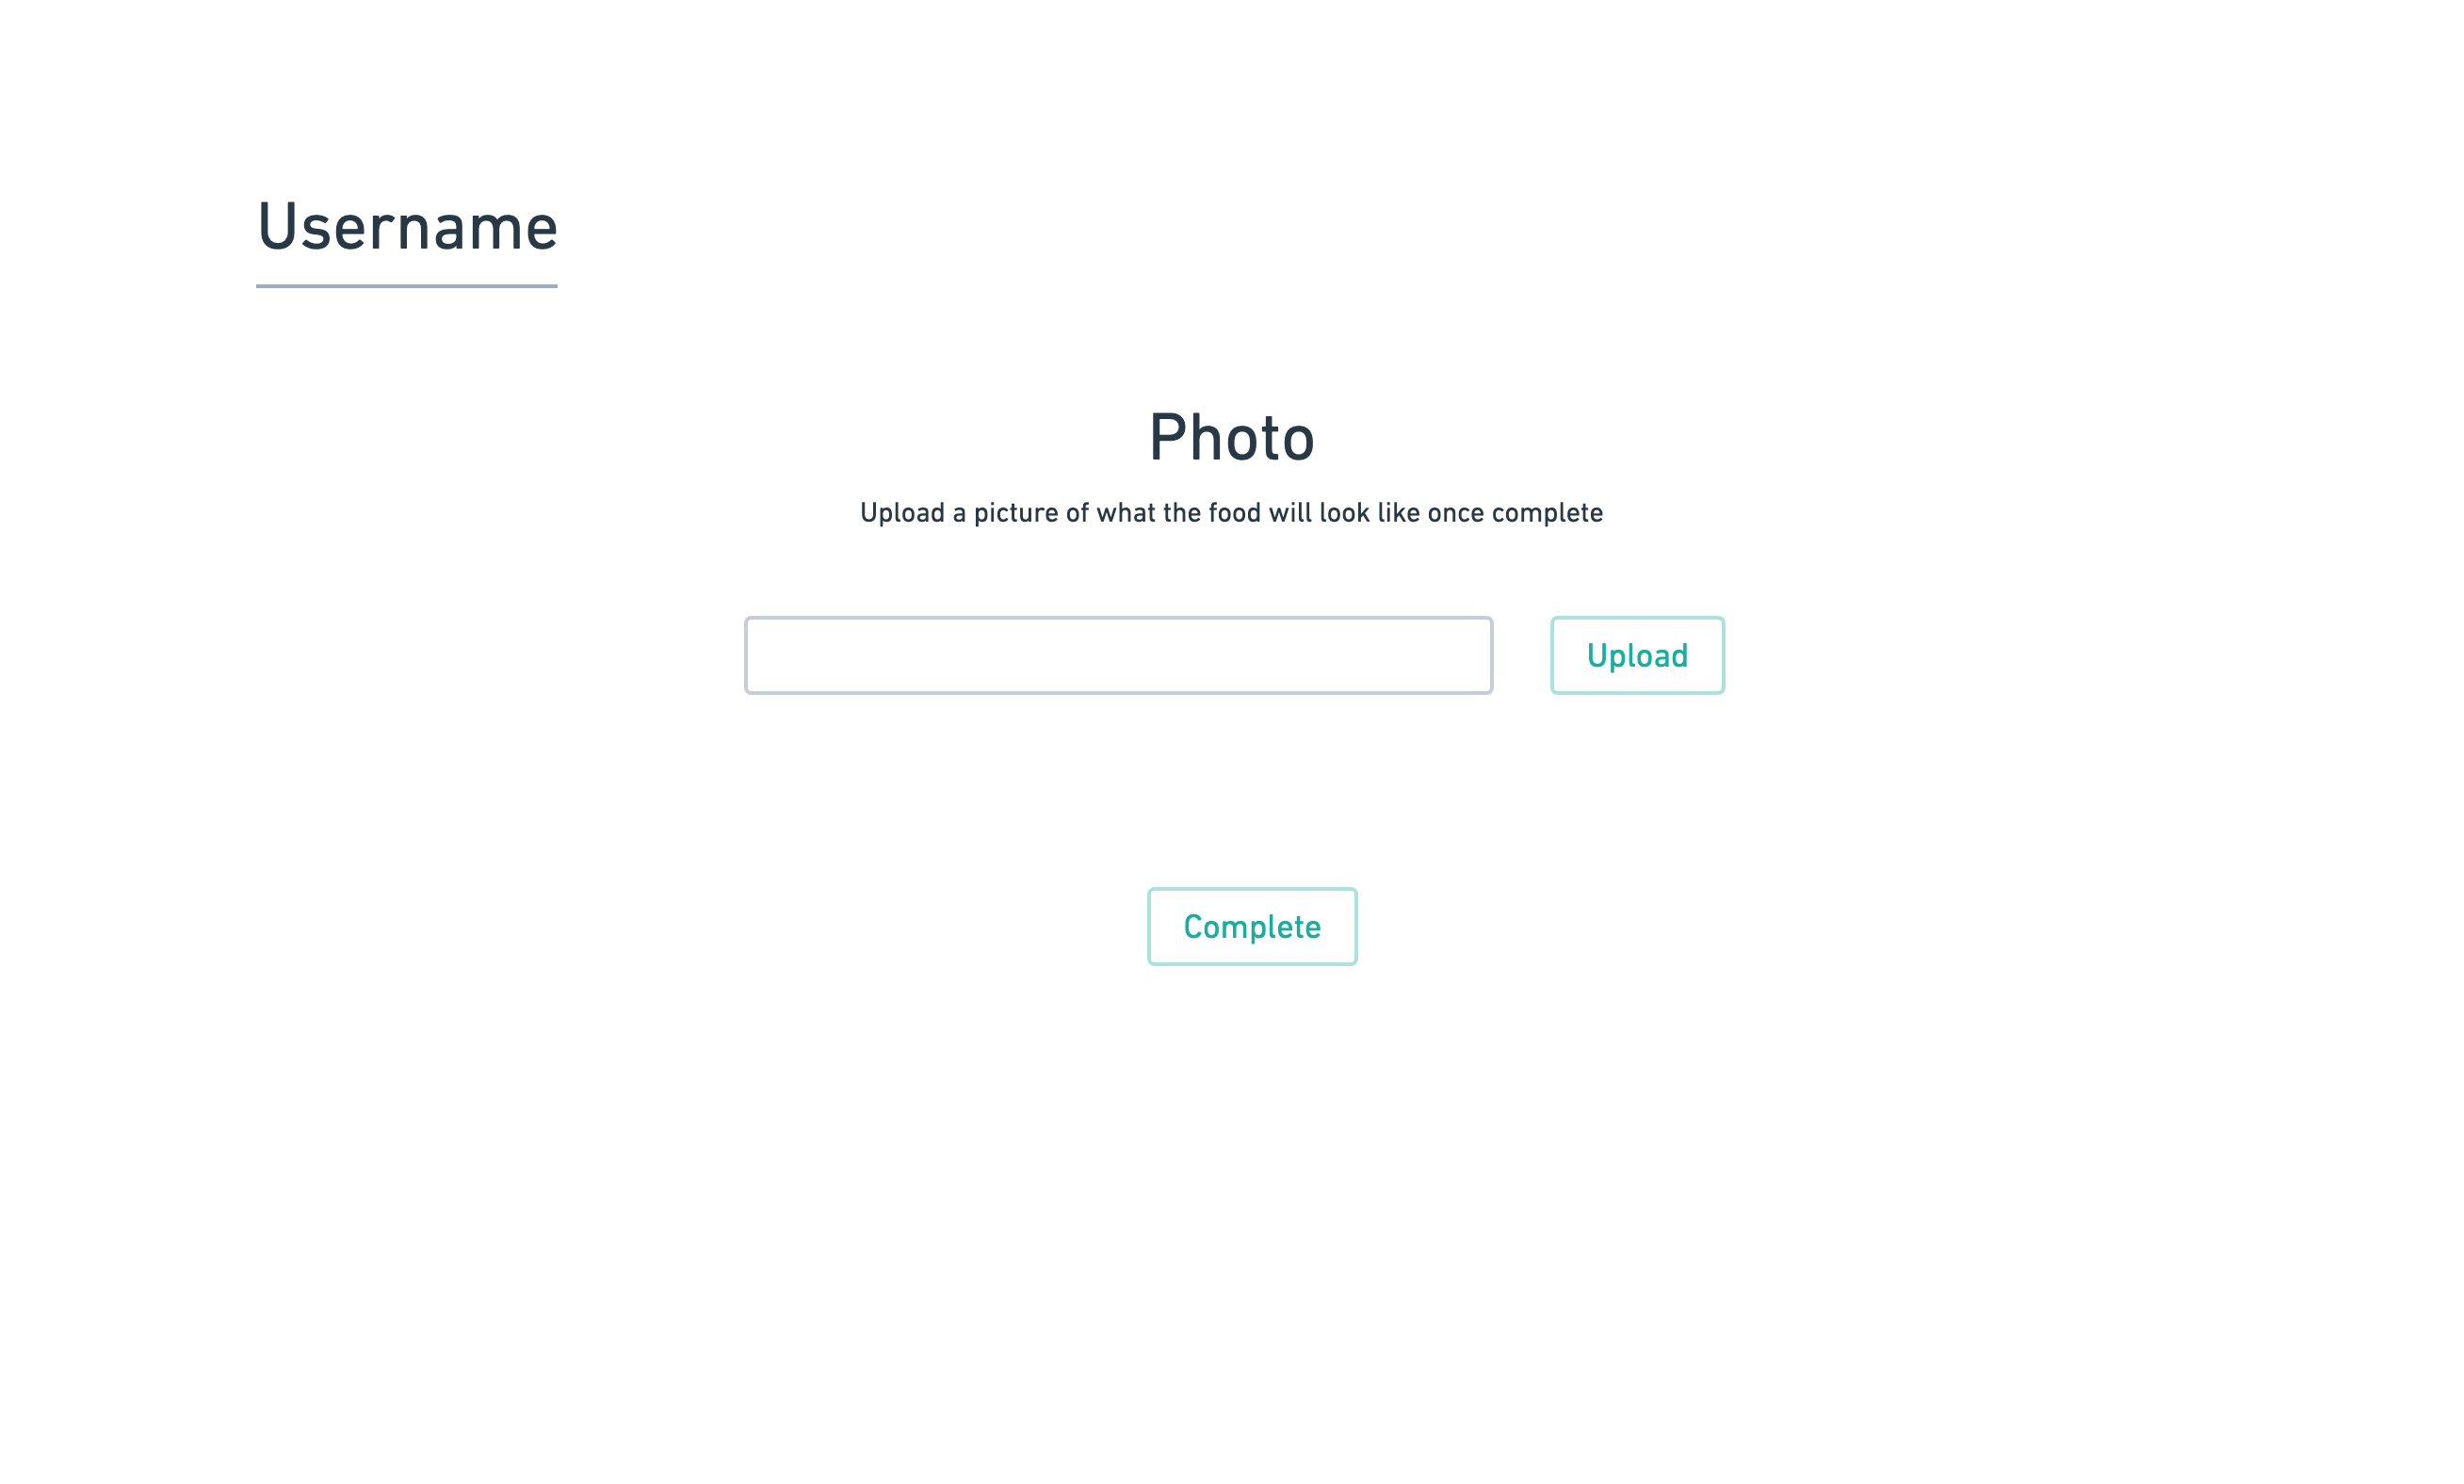 Username
Photo
Upload a picture of what the food will look like once complete
Upload
Complete